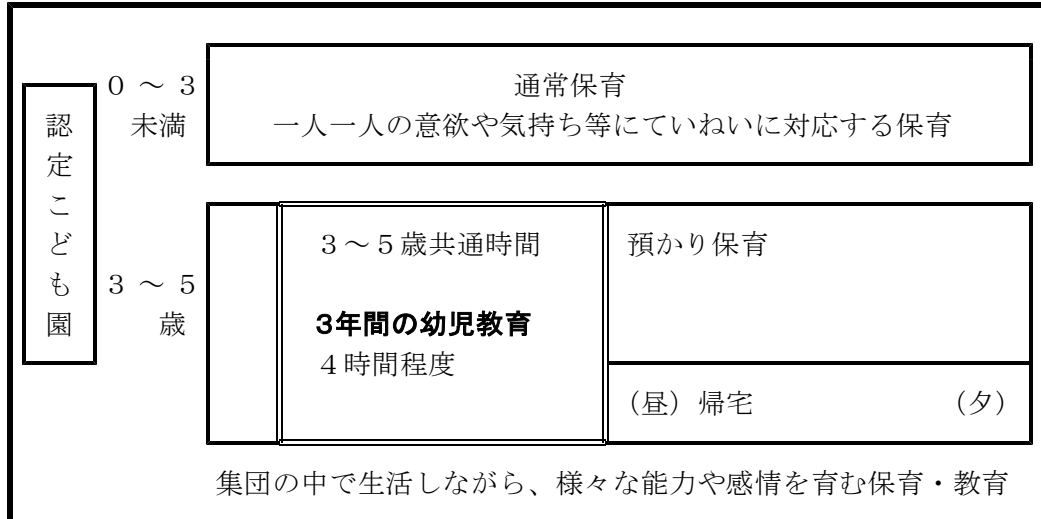 認定こども園
０～３
未満
通常保育
一人一人の意欲や気持ち等にていねいに対応する保育
３～５
歳
３～５歳共通時間
3年間の幼児教育
４時間程度
預かり保育
（昼）帰宅
（夕）
集団の中で生活しながら、様々な能力や感情を育む保育・教育